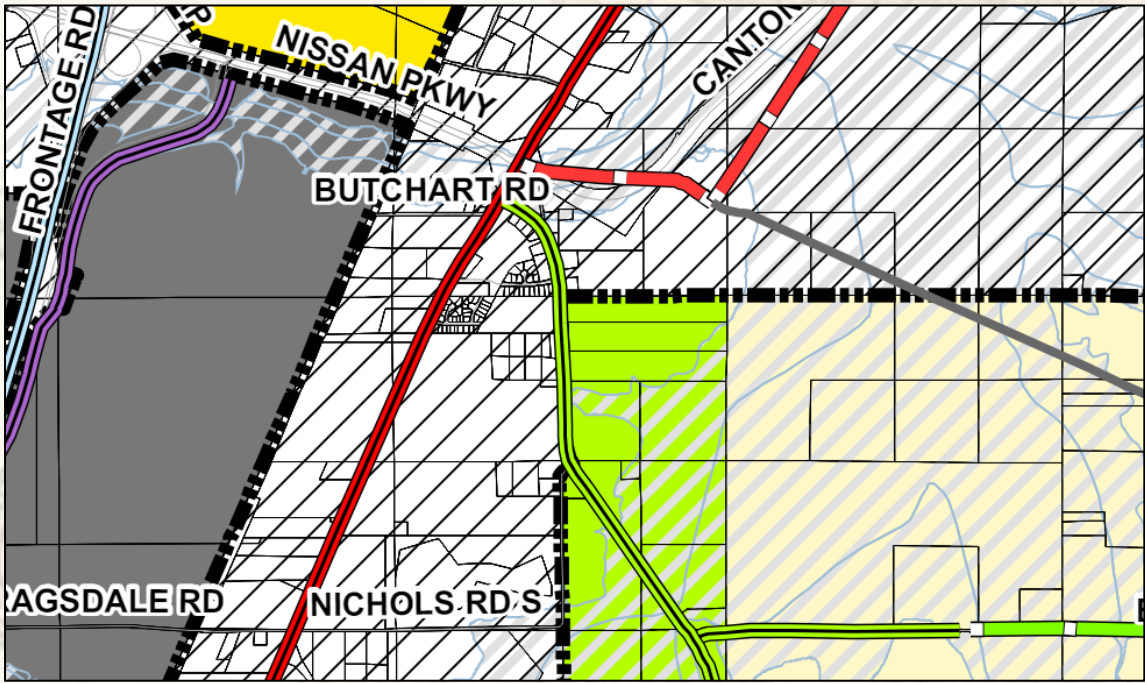 FRONTAGE RD
NISSAN PKWY
CANTON
BUTCHART RD
RAGSDALE RD
NICHOLS RD S